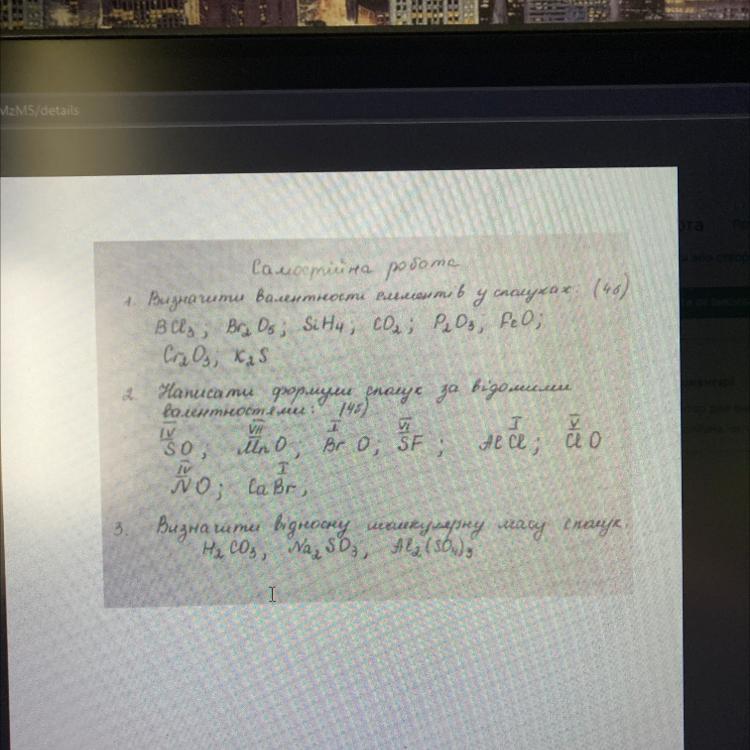 MzM5/details
Самостійна робота
1. Визначити валентності елементів у сполуках: (4б)
BCl₃; Br₂O₅; SiH₄; CO₂; P₂O₃, FeO;
Cr₂O₃; K₂S
2. Написати формули сполук за відомими
валентностями: (4б)
IV VII I VI I V
SO; MnO; BrO; SF; AlCl; ClO
IV I
NO; CaBr,
3. Визначити відносну молекулярну масу сполук.
H₂CO₃, Na₂SO₃, Al₂(SO₄)₃